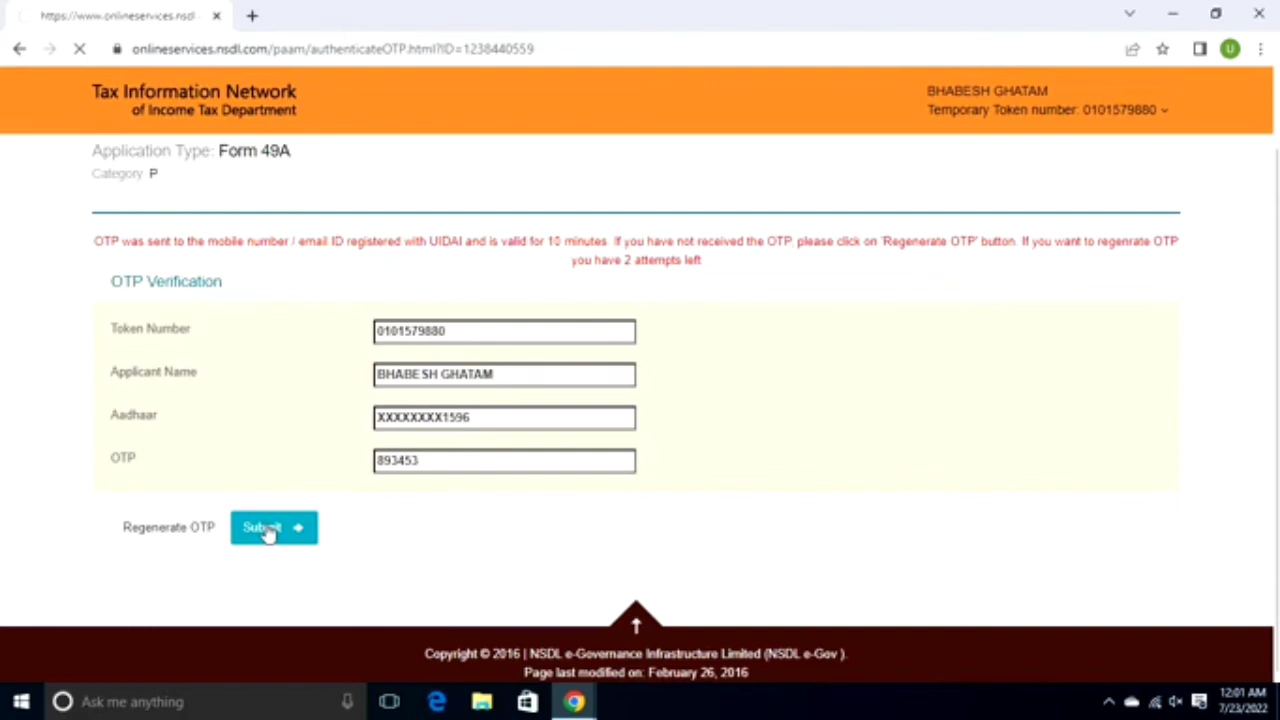 https://www.onlineservices.nsdl
onlineservices.nsdl.com/paam/authenticateOTP.html?ID=1238440559
U
Tax Information Network
of Income Tax Department
BHABESH GHATAM
Temporary Token number: 0101579880
Application Type: Form 49A
Category P
OTP was sent to the mobile number / email ID registered with UIDAI and is valid for 10 minutes. If you have not received the OTP, please click on 'Regenerate OTP' button. If you want to regenrate OTP
you have 2 attempts left
OTP Verification
Token Number 0101579880
Applicant Name BHABESH GHATAM
Aadhaar XXXXXXXX1596
OTP 893453
Regenerate OTP Submit
Copyright © 2016 | NSDL e-Governance Infrastructure Limited (NSDL e-Gov ).
Page last modified on: February 26, 2016
Ask me anything
12:01 AM
7/23/2022